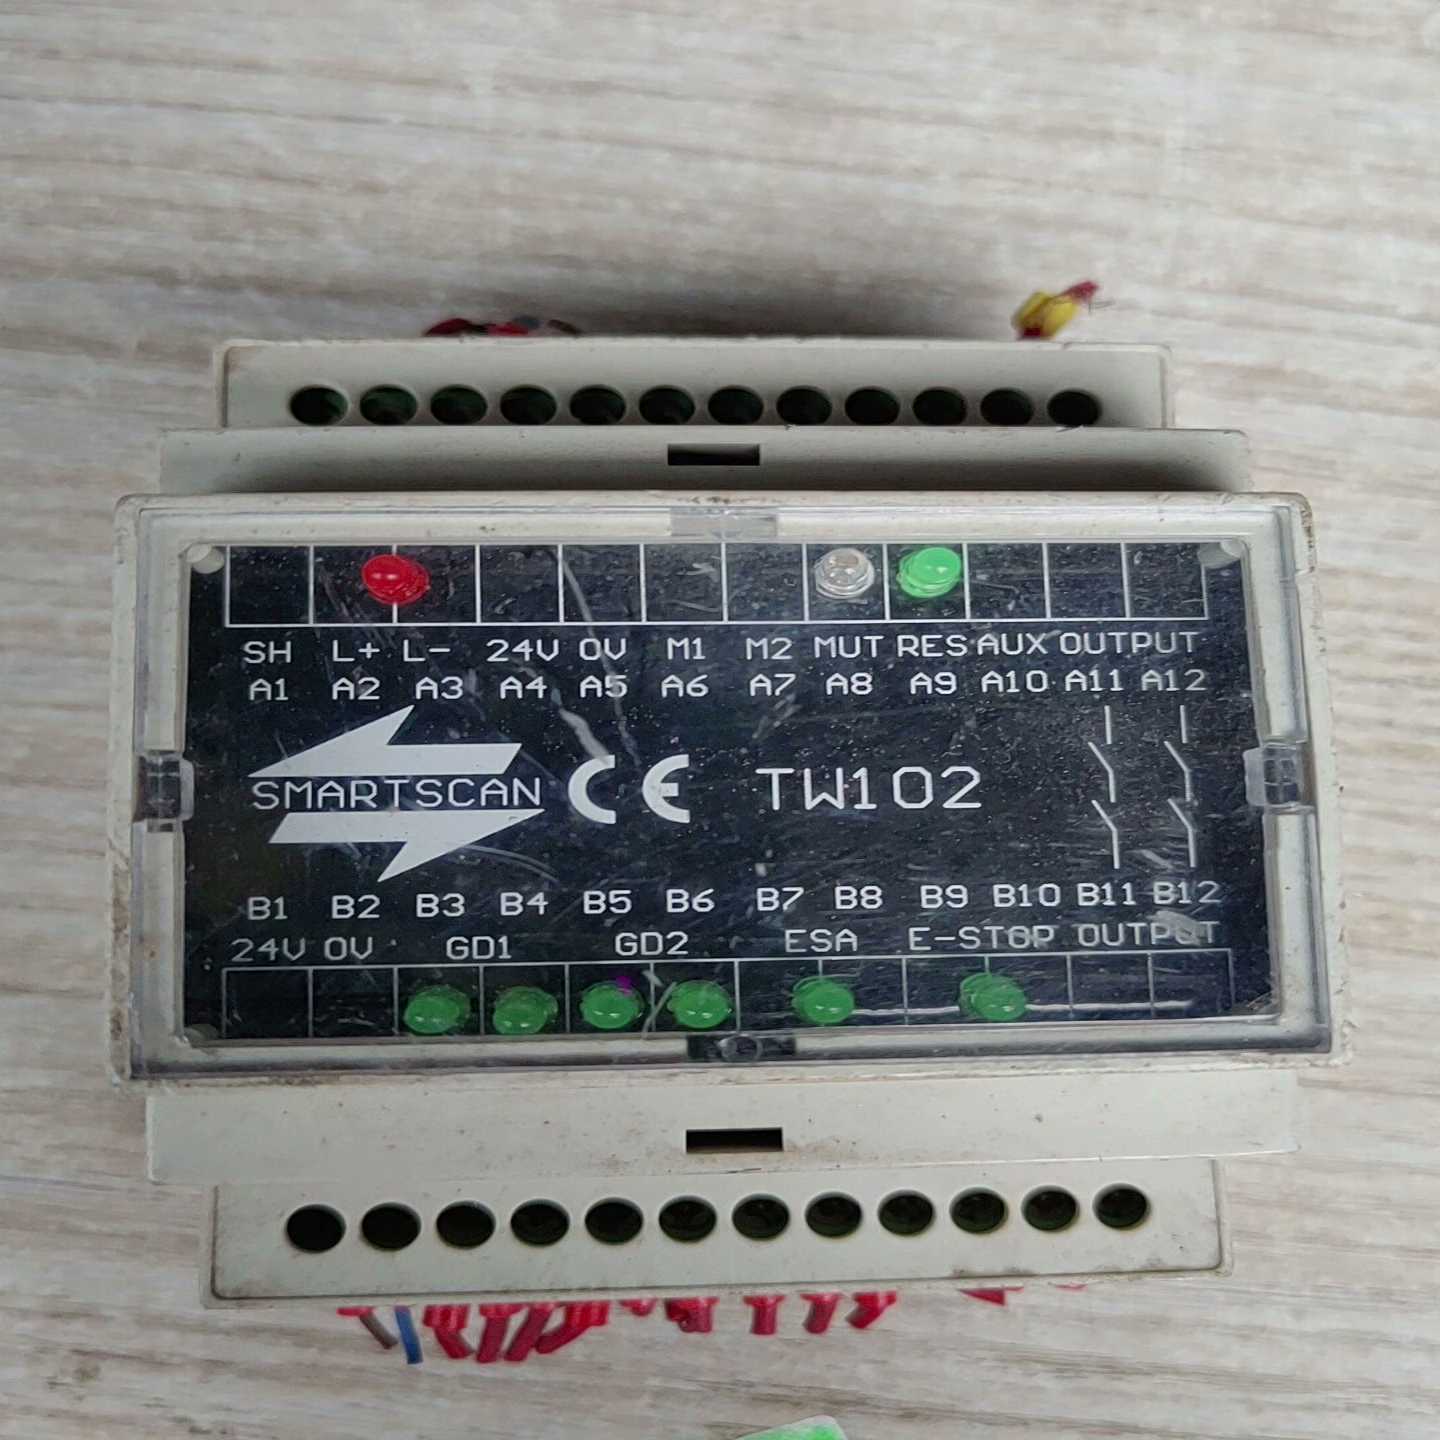 SH L+ L- 24V 0V M1 M2 MUT RES AUX OUTPUT
A1 A2 A3 A4 A5 A6 A7 A8 A9 A10 A11 A12
SMARTSCAN CE TW102
B1 B2 B3 B4 B5 B6 B7 B8 B9 B10 B11 B12
24V 0V GD1 GD2 ESA E-STOP OUTPUT